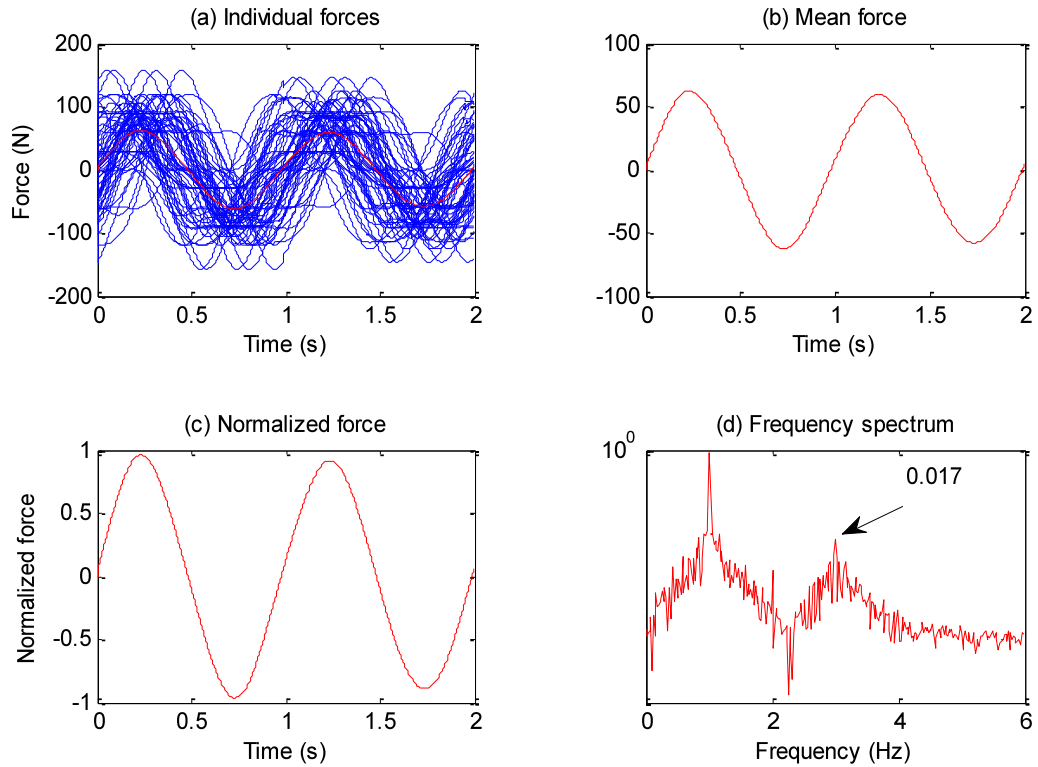 (a) Individual forces
200
100
0
-100
-200
Force (N)
0 0.5 1 1.5 2
Time (s)
(b) Mean force
100
50
0
-50
-100
0 0.5 1 1.5 2
Time (s)
(c) Normalized force
1
0.5
0
-0.5
-1
Normalized force
0 0.5 1 1.5 2
Time (s)
(d) Frequency spectrum
10^0
0.017
0 2 4 6
Frequency (Hz)